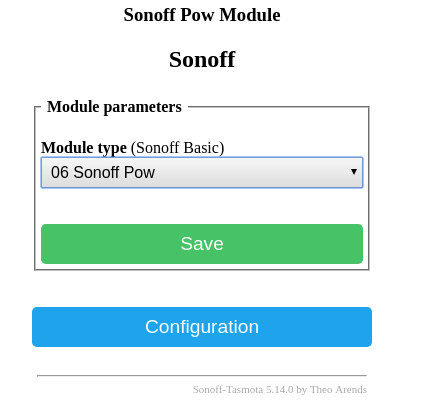 Sonoff Pow Module
Sonoff
Module parameters
Module type (Sonoff Basic)
06 Sonoff Pow
Save
Configuration
Sonoff-Tasmota 5.14.0 by Theo Arends